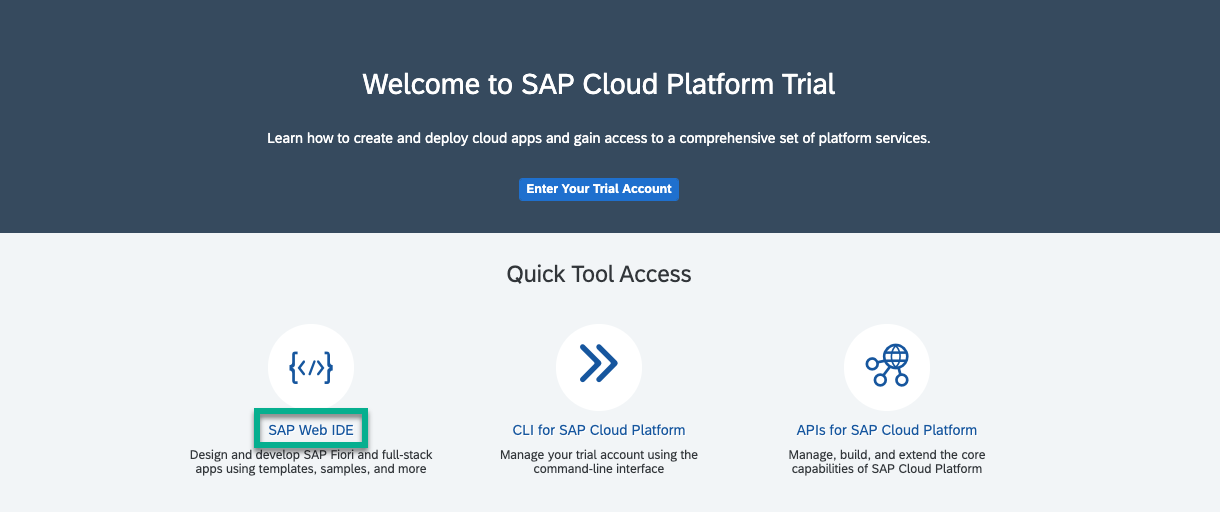 Welcome to SAP Cloud Platform Trial
Learn how to create and deploy cloud apps and gain access to a comprehensive set of platform services.
Enter Your Trial Account
Quick Tool Access
SAP Web IDE
Design and develop SAP Fiori and full-stack
apps using templates, samples, and more
CLI for SAP Cloud Platform
Manage your trial account using the
command-line interface
APIs for SAP Cloud Platform
Manage, build, and extend the core
capabilities of SAP Cloud Platform